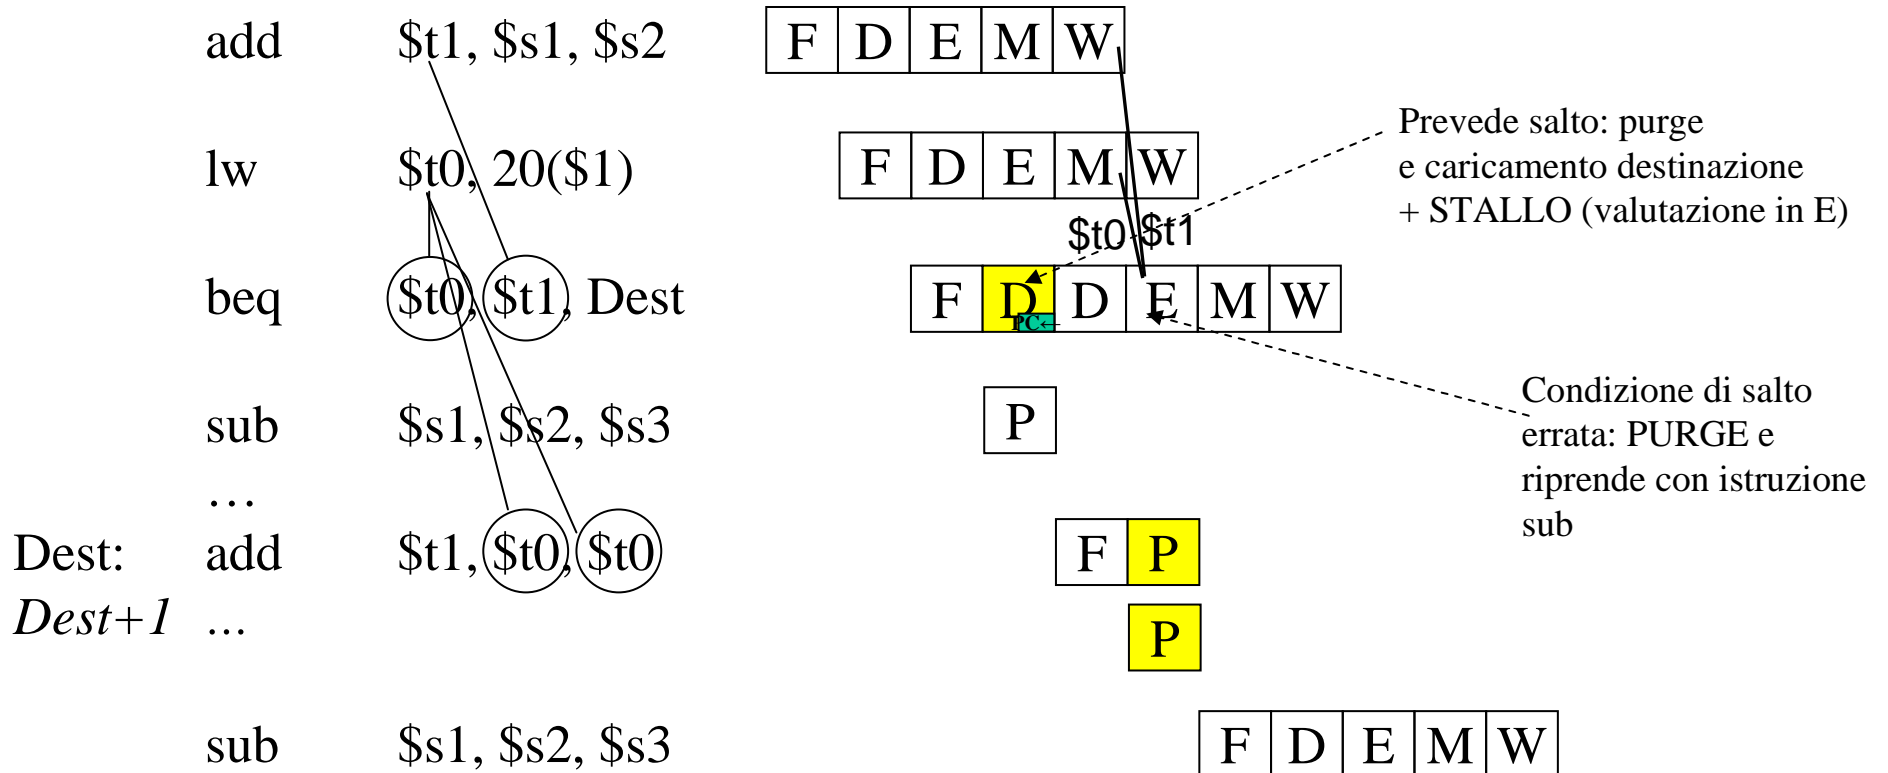 add $t1, $s1, $s2 F D E M W
Prevede salto: purge
lw $t0, 20($1) F D E M W
e caricamento destinazione
+ STALLO (valutazione in E)
$t0 $t1
beq $t0, $t1, Dest F D D E M W
PC←
Condizione di salto
sub $s1, $s2, $s3 P
errata: PURGE e
riprende con istruzione
…
sub
Dest: add $t1, $t0, $t0 F P
Dest+1 ... P
sub $s1, $s2, $s3 F D E M W